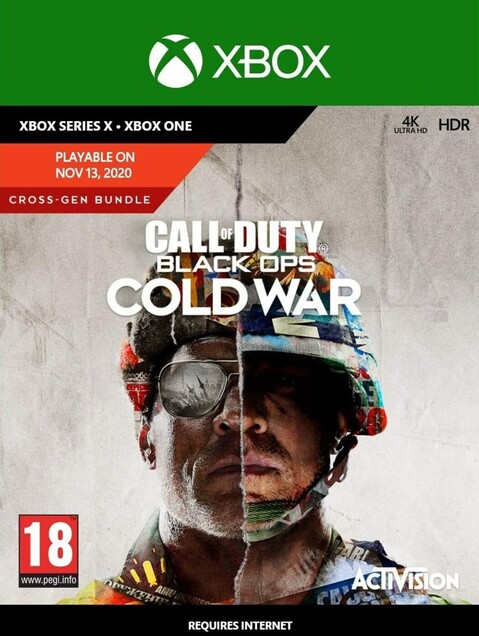 XBOX
XBOX SERIES X • XBOX ONE
4K
ULTRA HD
HDR
PLAYABLE ON
NOV 13, 2020
CROSS-GEN BUNDLE
CALL OF DUTY®
BLACK OPS
COLD WAR
18
www.pegi.info
ACTIVISION
REQUIRES INTERNET